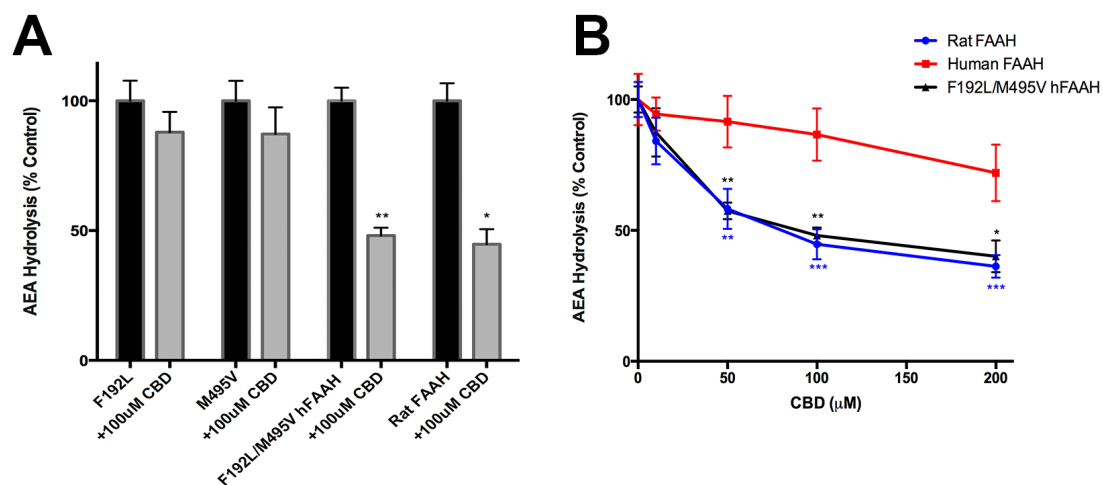 A
AEA Hydrolysis (% Control)
100
50
0
**
*
F192L
+100uM CBD
M495V
+100uM CBD
F192L/M495V hFAAH
+100uM CBD
Rat FAAH
+100uM CBD
B
Rat FAAH
Human FAAH
F192L/M495V hFAAH
AEA Hydrolysis (% Control)
100
50
0
**
**
**
***
*
***
0 50 100 150 200
CBD (μM)